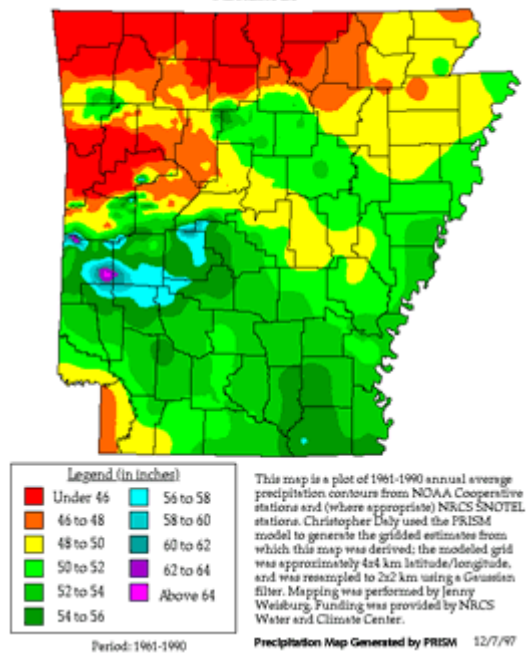 Legend (in inches)
Under 46
46 to 48
48 to 50
50 to 52
52 to 54
54 to 56
56 to 58
58 to 60
60 to 62
62 to 64
Above 64
Period: 1961-1990
This map is a plot of 1961-1990 annual average
precipitation contours from NOAA Cooperative
stations and (where appropriate) NRCS SNOTEL
stations. Christopher Daly used the PRISM
model to generate the gridded estimates from
which this map was derived; the modeled grid
was approximately 4x4 km latitude/longitude,
and was resampled to 2x2 km using a Gaussian
filter. Mapping was performed by Jenny
Weisburg. Funding was provided by NRCS
Water and Climate Center.
Precipitation Map Generated by PRISM 12/7/97